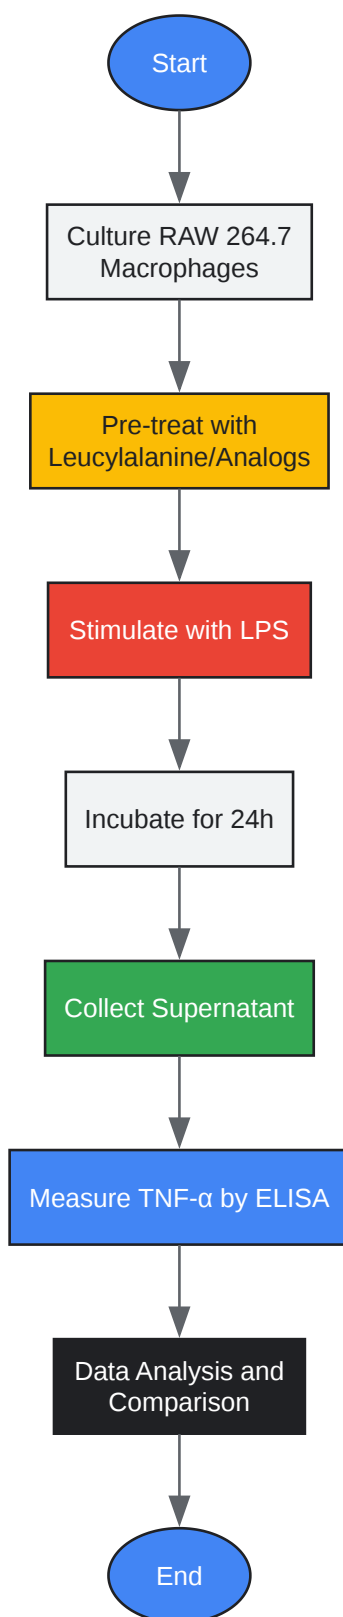 Start
Culture RAW 264.7
Macrophages
Pre-treat with
Leucylalanine/Analogs
Stimulate with LPS
Incubate for 24h
Collect Supernatant
Measure TNF-α by ELISA
Data Analysis and
Comparison
End